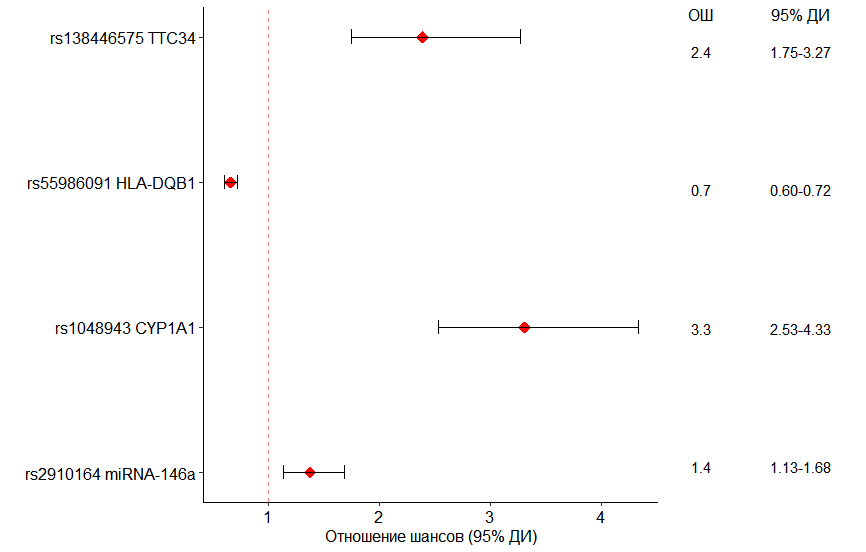 ОШ 95% ДИ
rs138446575 TTC34 2.4 1.75-3.27
rs55986091 HLA-DQB1 0.7 0.60-0.72
rs1048943 CYP1A1 3.3 2.53-4.33
rs2910164 miRNA-146a 1.4 1.13-1.68
1 2 3 4
Отношение шансов (95% ДИ)